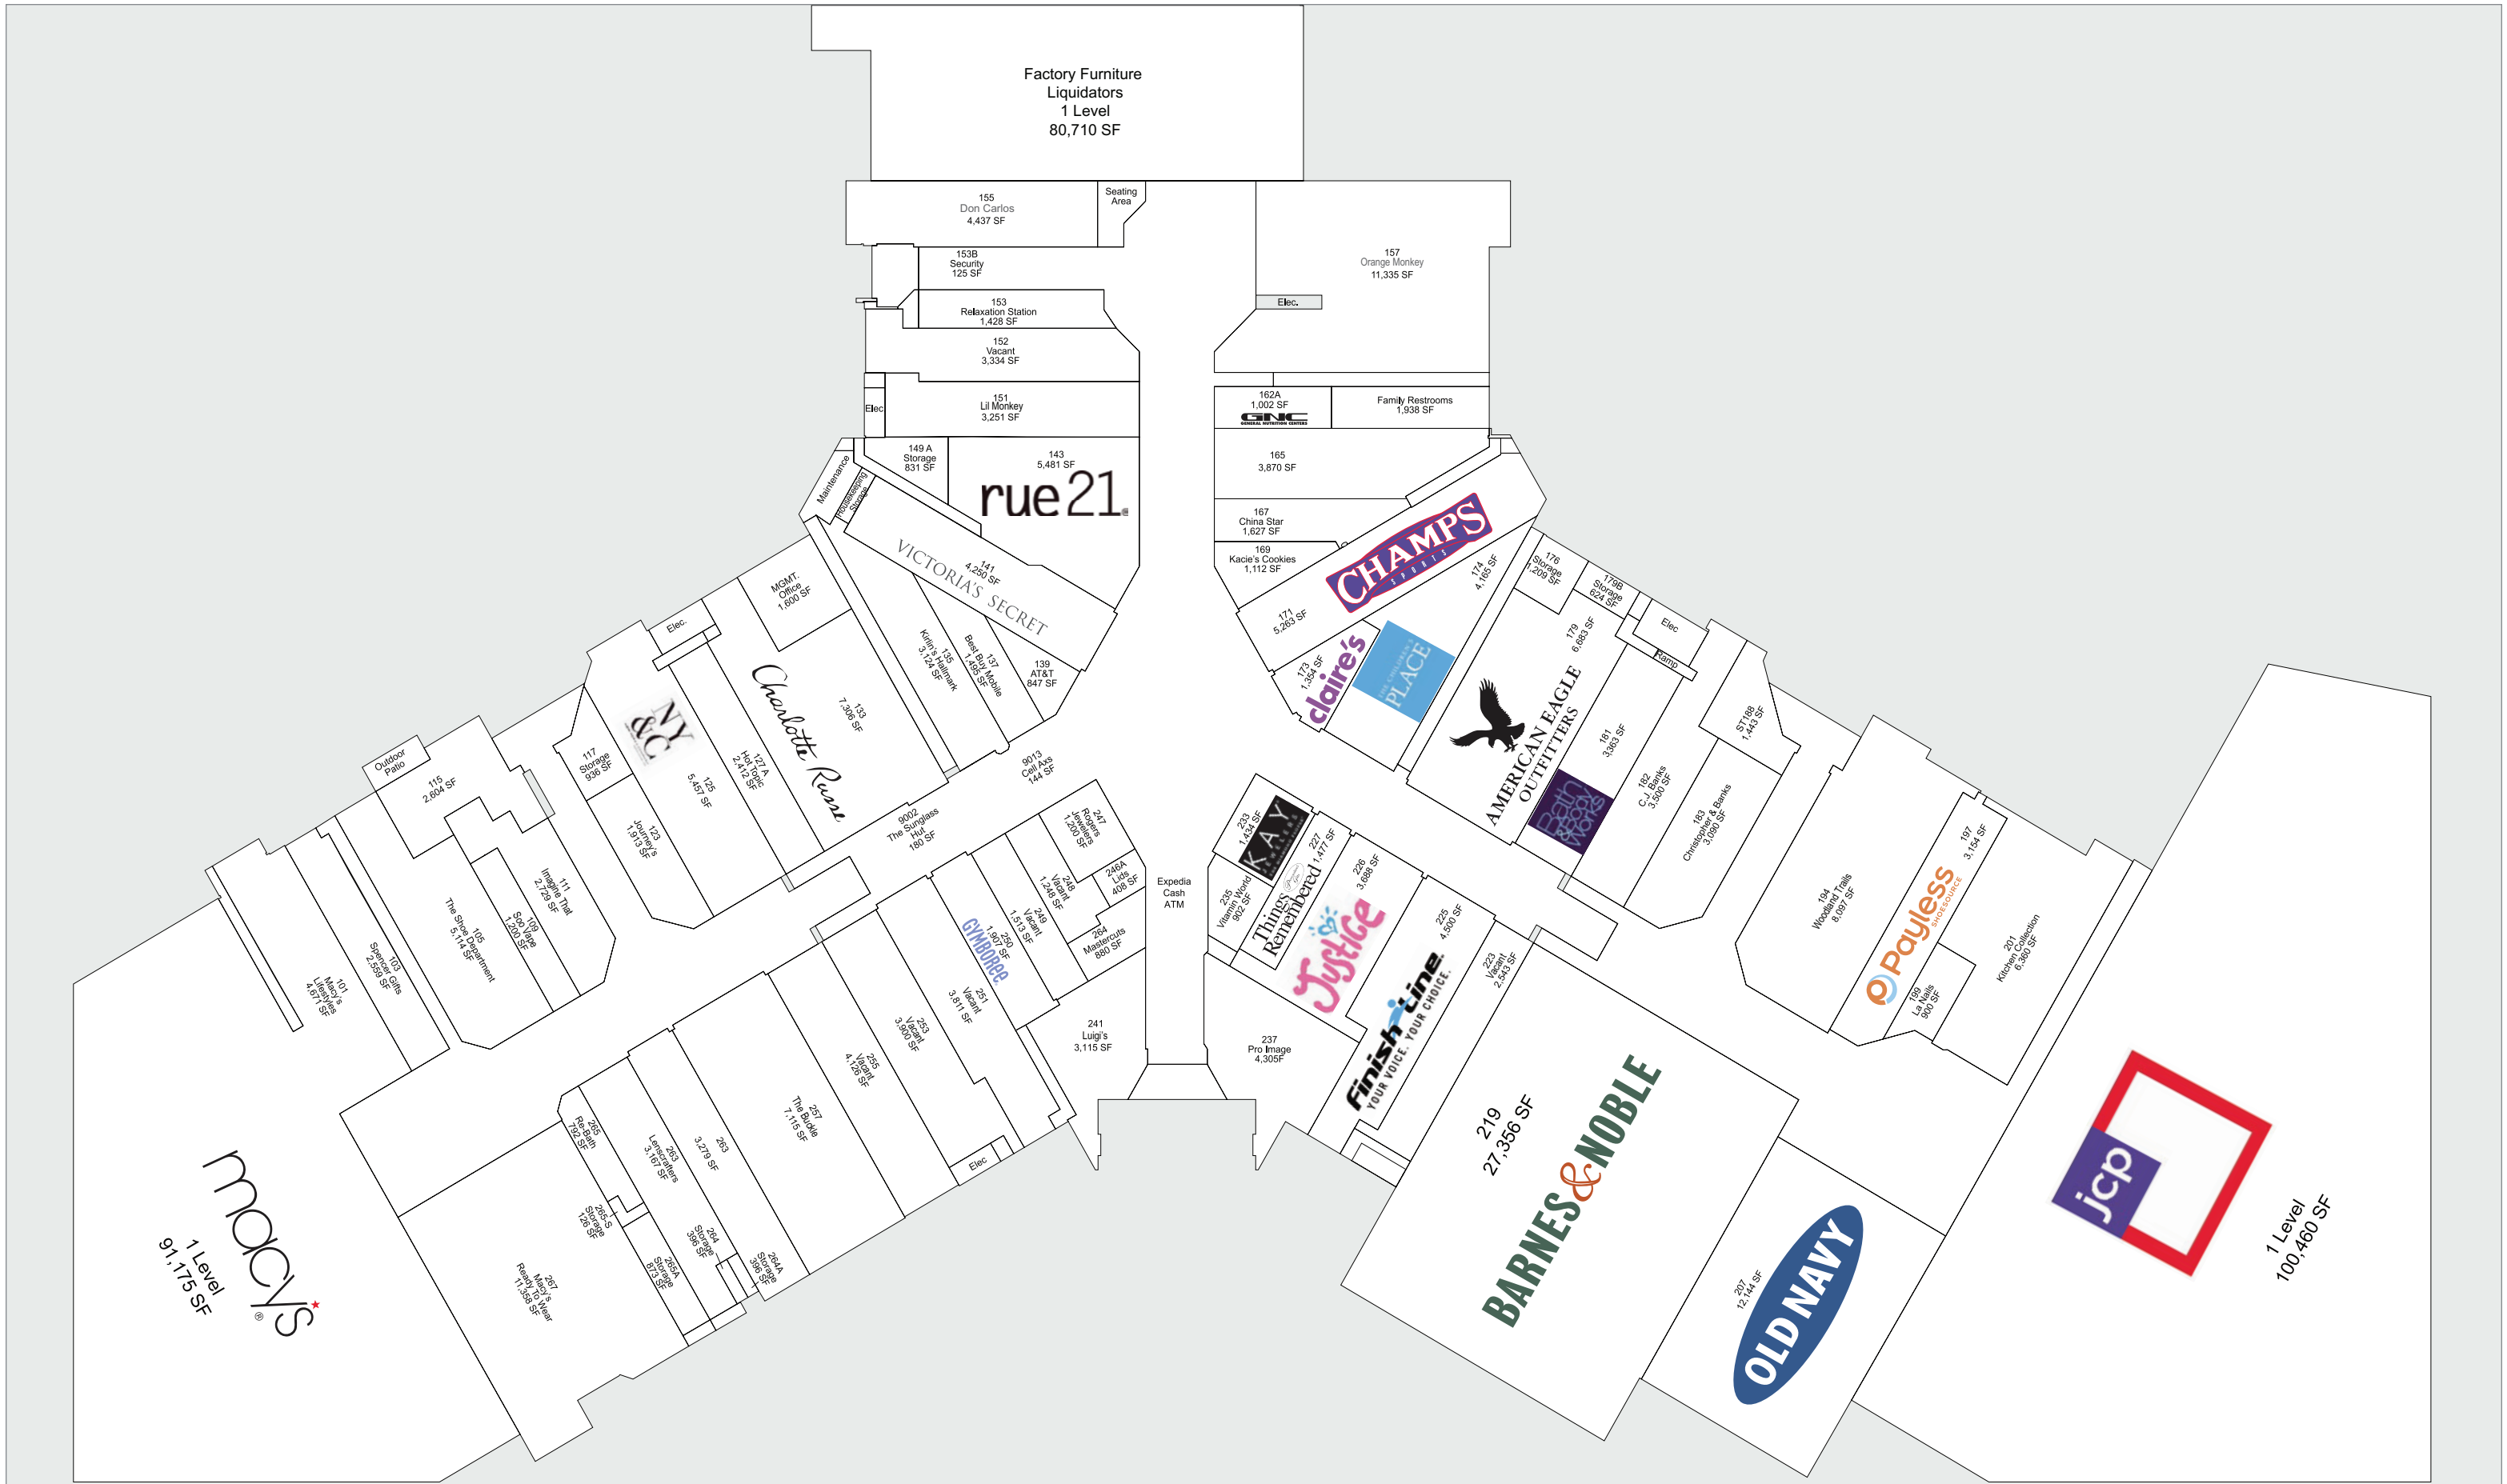 Factory Furniture
Liquidators
1 Level
80,710 SF
155
Don Carlos
4,437 SF
Seating
Area
153B
Security
125 SF
157
Orange Monkey
11,335 SF
Elec.
153
Relaxation Station
1,428 SF
152
Vacant
3,334 SF
151
Lil Monkey
3,251 SF
Elec
162A
1,002 SF
GNC
GENERAL NUTRITION CENTERS
Family Restrooms
1,938 SF
149 A
Storage
831 SF
143
5,481 SF
rue21
165
3,870 SF
Maintenance
Housekeeping
Storage
167
China Star
1,627 SF
169
Kacie's Cookies
1,112 SF
CHAMPS
SPORTS
171
5,263 SF
141
4,250 SF
VICTORIA'S SECRET
MGMT.
Office
1,600 SF
Elec.
135
Kirlin's Hallmark
3,124 SF
137
Best Buy Mobile
1,495 SF
139
AT&T
847 SF
133
7,306 SF
Charlotte Russe
127 A
Hot Topic
2,412 SF
NY
&C
125
5,457 SF
117
Storage
936 SF
123
Journey's
1,913 SF
Outdoor
Patio
115
2,604 SF
111
Imagine That
2,729 SF
109
Soo Vape
1,200 SF
105
The Shoe Department
5,114 SF
103
Spencer Gifts
2,559 SF
101
Macy's
Lifestyles
4,671 SF
macy's
®
1 Level
91,175 SF
173
1,354 SF
claire's
174
4,165 SF
THE CHILDREN'S
PLACE
176
Storage
1,209 SF
179B
Storage
624 SF
179
6,683 SF
AMERICAN EAGLE
OUTFITTERS
Elec
Ramp
181
3,363 SF
Bath
& Body
Works
182
C.J. Banks
3,500 SF
183
Christopher & Banks
3,090 SF
ST188
1,443 SF
194
Woodland Trails
8,097 SF
197
3,154 SF
Payless
SHOESOURCE
199
La Nails
900 SF
201
Kitchen Collection
6,360 SF
9013
Cell Axs
144 SF
9002
The Sunglass
Hut
180 SF
247
Rogers
Jewelers
1,200 SF
246A
Lids
408 SF
248
Vacant
1,248 SF
249
Vacant
1,513 SF
264
Mastercuts
880 SF
250
1,907 SF
GYMBOREE
251
Vacant
3,811 SF
241
Luigi's
3,115 SF
253
Vacant
3,900 SF
255
Vacant
4,126 SF
Elec
257
The Buckle
7,115 SF
263
3,279 SF
263
Lenscrafters
3,167 SF
264
Storage
396 SF
264A
Storage
396 SF
265
Re-Bath
792 SF
265-S
Storage
126 SF
265A
Storage
873 SF
267
Macy's
Ready To Wear
11,358 SF
Expedia
Cash
ATM
233
1,434 SF
KAY
JEWELERS
235
Vitamin World
902 SF
227
1,477 SF
Things
Remembered
226
3,688 SF
Justice
225
4,500 SF
Finish Line.
YOUR VOICE. YOUR CHOICE.
237
Pro Image
4,305F
223
Vacant
2,543 SF
219
27,356 SF
BARNES&NOBLE
207
12,144 SF
OLD NAVY
jcp
1 Level
100,460 SF